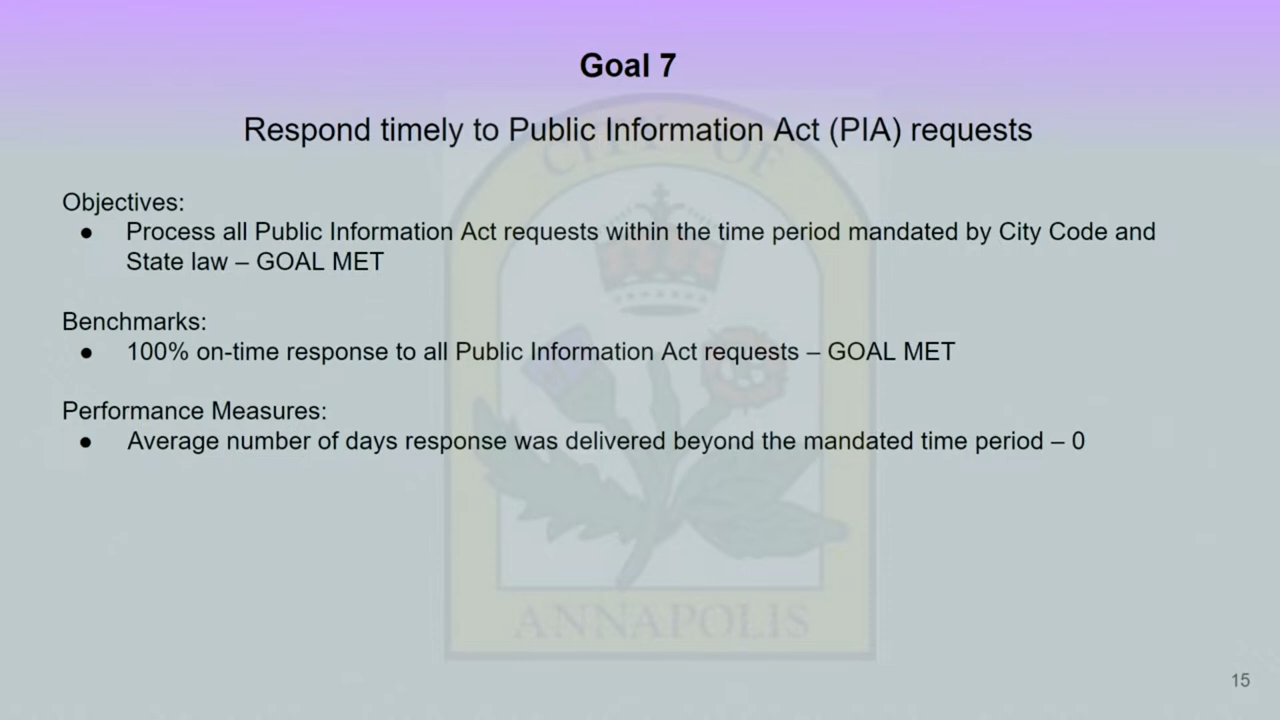 Goal 7
Respond timely to Public Information Act (PIA) requests
Objectives:
● Process all Public Information Act requests within the time period mandated by City Code and
State law – GOAL MET
Benchmarks:
● 100% on-time response to all Public Information Act requests – GOAL MET
Performance Measures:
● Average number of days response was delivered beyond the mandated time period – 0
CITY OF
ANNAPOLIS
15